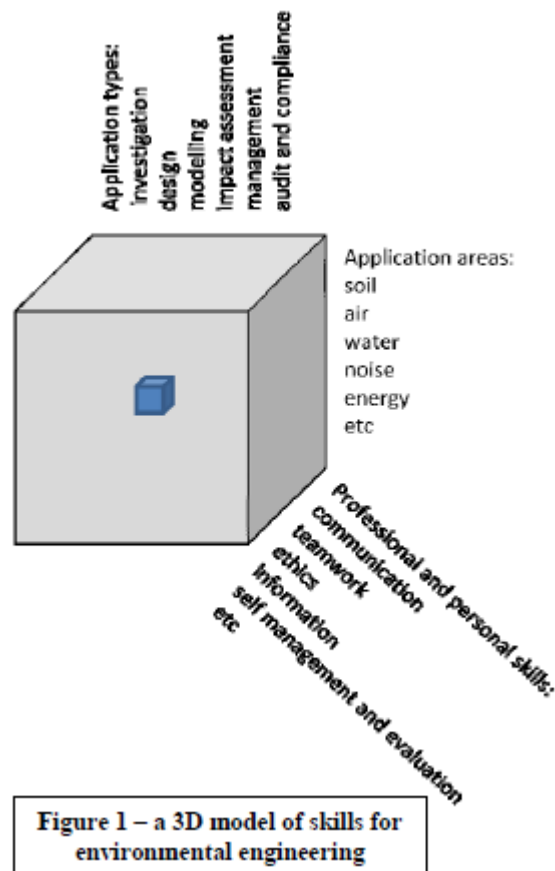 Application types:
investigation
design
modelling
Impact assessment
management
audit and compliance
Application areas:
soil
air
water
noise
energy
etc
Professional and personal skills:
communication
teamwork
ethics
Information
self management and evaluation
etc
Figure 1 – a 3D model of skills for
environmental engineering